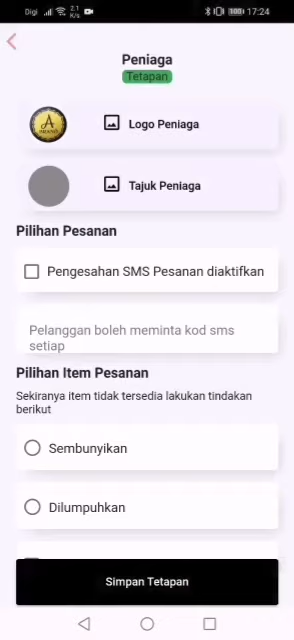 Digi 2.1 K/s 100 17:24
Peniaga
Tetapan
A
Logo Peniaga
Tajuk Peniaga
Pilihan Pesanan
Pengesahan SMS Pesanan diaktifkan
Pelanggan boleh meminta kod sms
setiap
Pilihan Item Pesanan
Sekiranya item tidak tersedia lakukan tindakan
berikut
Sembunyikan
Dilumpuhkan
Simpan Tetapan